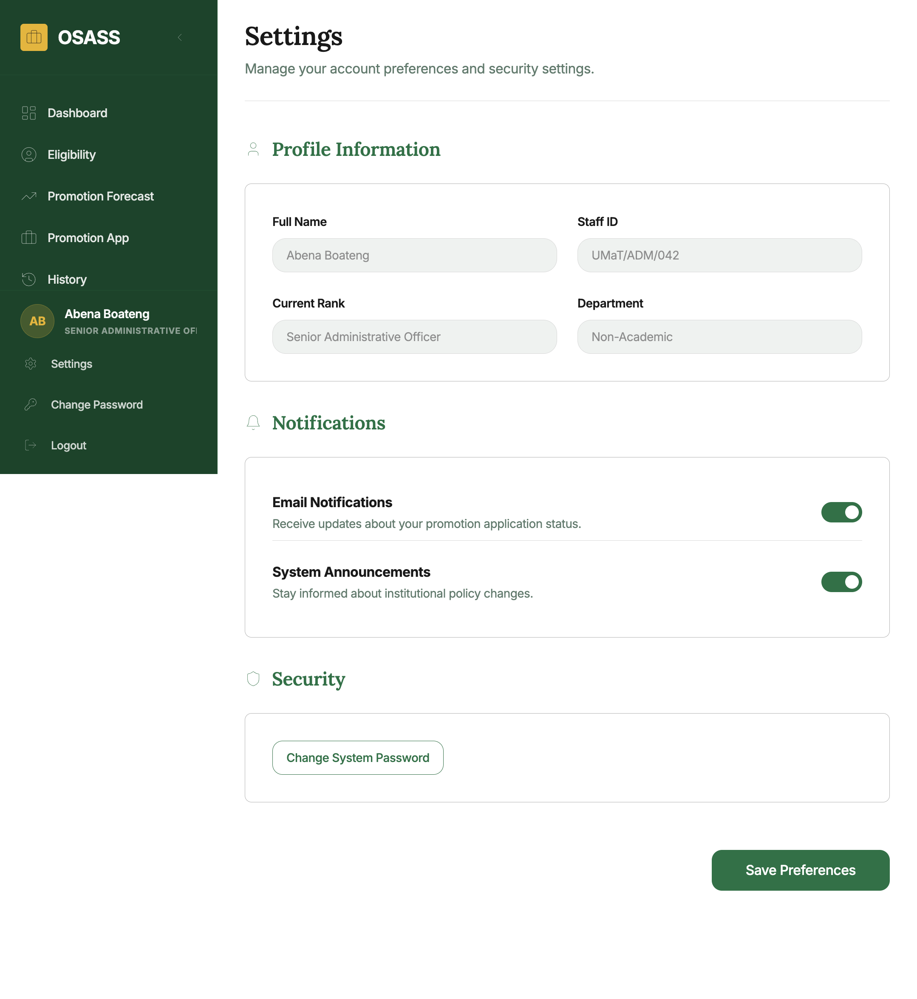 OSASS
Dashboard
Eligibility
Promotion Forecast
Promotion App
History
AB
Abena Boateng
SENIOR ADMINISTRATIVE OF
Settings
Change Password
Logout
Settings
Manage your account preferences and security settings.
Profile Information
Full Name
Abena Boateng
Staff ID
UMaT/ADM/042
Current Rank
Senior Administrative Officer
Department
Non-Academic
Notifications
Email Notifications
Receive updates about your promotion application status.
System Announcements
Stay informed about institutional policy changes.
Security
Change System Password
Save Preferences